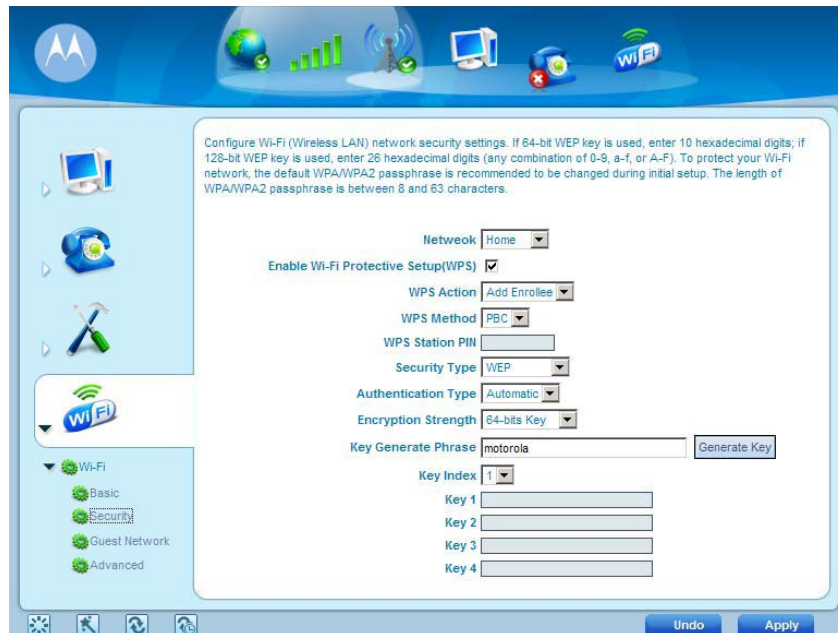 WiFi
Configure Wi-Fi (Wireless LAN) network security settings. If 64-bit WEP key is used, enter 10 hexadecimal digits; if
128-bit WEP key is used, enter 26 hexadecimal digits (any combination of 0-9, a-f, or A-F). To protect your Wi-Fi
network, the default WPA/WPA2 passphrase is recommended to be changed during initial setup. The length of
WPA/WPA2 passphrase is between 8 and 63 characters.
Netweok Home
Enable Wi-Fi Protective Setup(WPS)
WPS Action Add Enrollee
WPS Method PBC
WPS Station PIN
Security Type WEP
Authentication Type Automatic
Encryption Strength 64-bits Key
Key Generate Phrase motorola Generate Key
Key Index 1
Key 1
Key 2
Key 3
Key 4
WiFi
Wi-Fi
Basic
Security
Guest Network
Advanced
Undo Apply